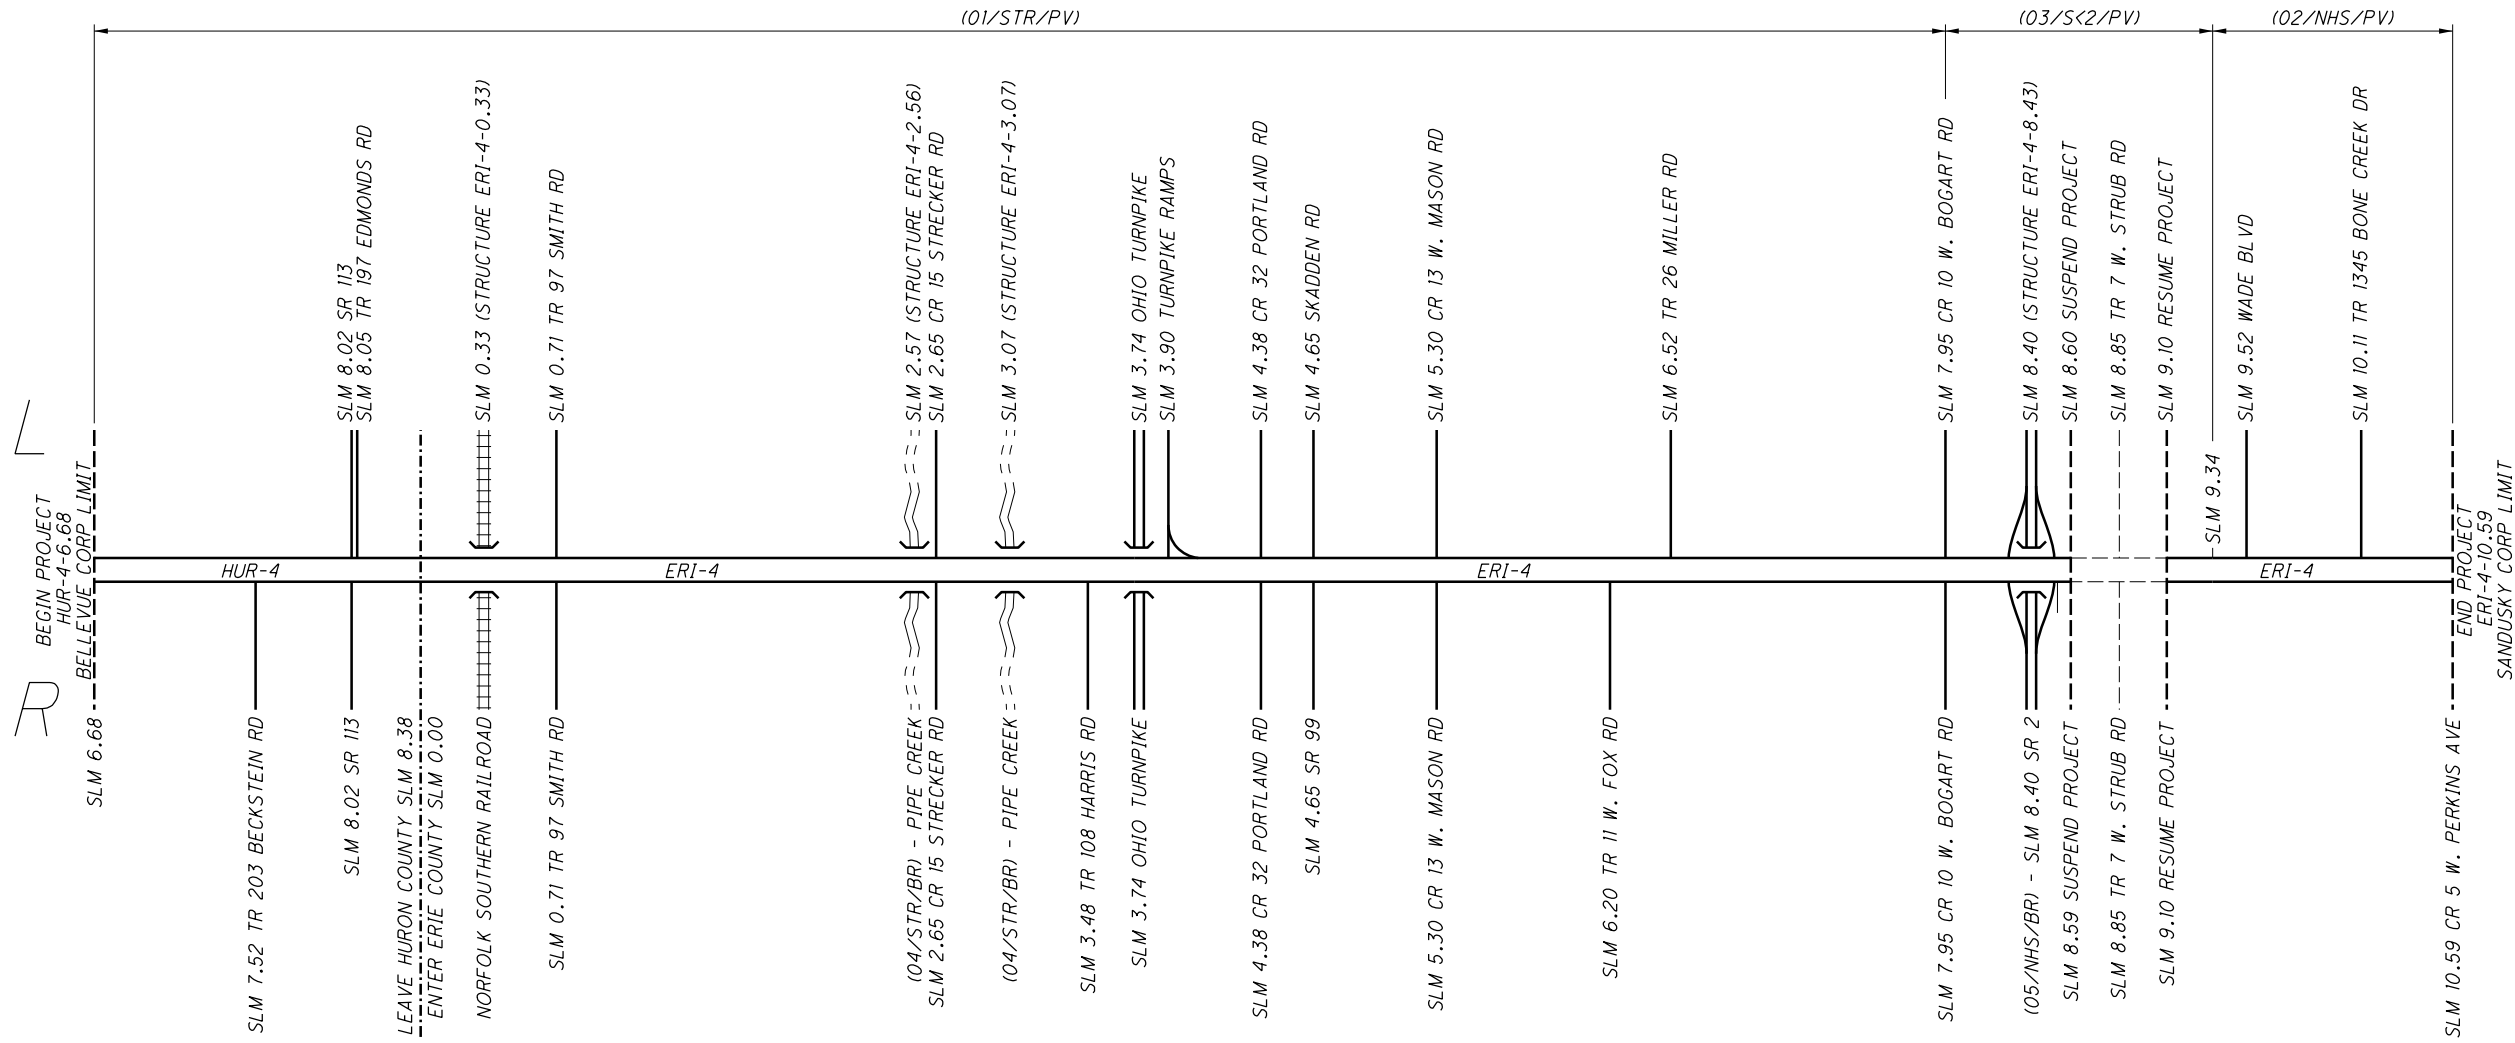 (01/STR/PV)
(03/S<2/PV)
(02/NHS/PV)
SLM 8.02 SR 113
SLM 8.05 TR 197 EDMONDS RD
SLM 0.33 (STRUCTURE ERI-4-0.33)
SLM 0.71 TR 97 SMITH RD
SLM 2.57 (STRUCTURE ERI-4-2.56)
SLM 2.65 CR 15 STRECKER RD
SLM 3.07 (STRUCTURE ERI-4-3.07)
SLM 3.74 OHIO TURNPIKE
SLM 3.90 TURNPIKE RAMPS
SLM 4.38 CR 32 PORTLAND RD
SLM 4.65 SKADDEN RD
SLM 5.30 CR 13 W. MASON RD
SLM 6.52 TR 26 MILLER RD
SLM 7.95 CR 10 W. BOGART RD
SLM 8.40 (STRUCTURE ERI-4-8.43)
SLM 8.60 SUSPEND PROJECT
SLM 8.85 TR 7 W. STRUB RD
SLM 9.10 RESUME PROJECT
SLM 9.34
SLM 9.52 WADE BLVD
SLM 10.11 TR 1345 BONE CREEK DR
L
BEGIN PROJECT
HUR-4-6.68
BELLEVUE CORP LIMIT
HUR-4
ERI-4
ERI-4
ERI-4
END PROJECT
ERI-4-10.59
SANDUSKY CORP LIMIT
R
SLM 6.68
SLM 7.52 TR 203 BECKSTEIN RD
SLM 8.02 SR 113
LEAVE HURON COUNTY SLM 8.38
ENTER ERIE COUNTY SLM 0.00
NORFOLK SOUTHERN RAILROAD
SLM 0.71 TR 97 SMITH RD
(04/STR/BR) - PIPE CREEK
SLM 2.65 CR 15 STRECKER RD
(04/STR/BR) - PIPE CREEK
SLM 3.48 TR 108 HARRIS RD
SLM 3.74 OHIO TURNPIKE
SLM 4.38 CR 32 PORTLAND RD
SLM 4.65 SR 99
SLM 5.30 CR 13 W. MASON RD
SLM 6.20 TR 11 W. FOX RD
SLM 7.95 CR 10 W. BOGART RD
(05/NHS/BR) - SLM 8.40 SR 2
SLM 8.59 SUSPEND PROJECT
SLM 8.85 TR 7 W. STRUB RD
SLM 9.10 RESUME PROJECT
SLM 10.59 CR 5 W. PERKINS AVE